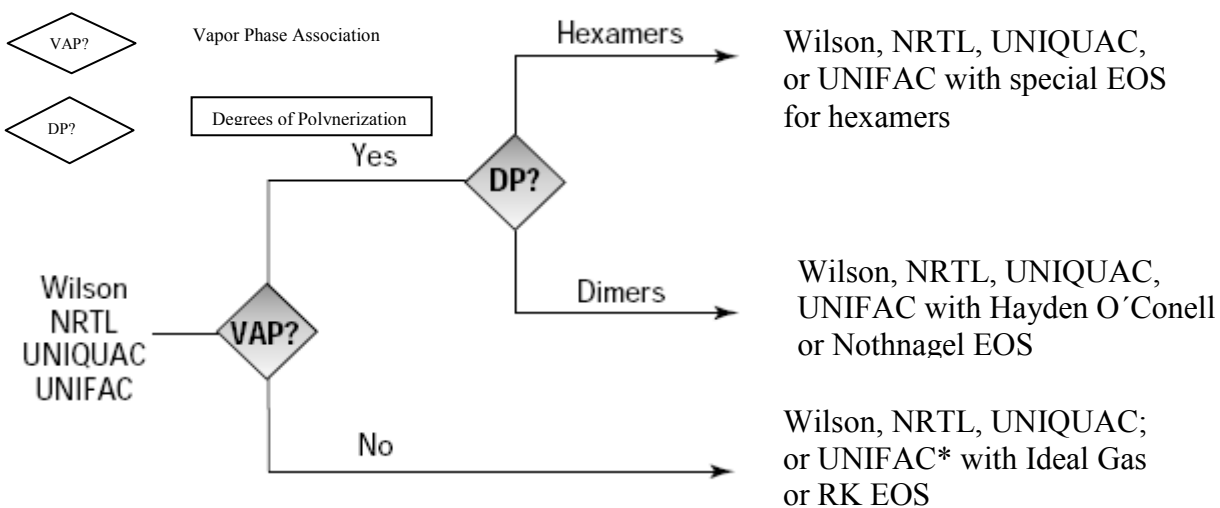 VAP?
Vapor Phase Association
DP?
Degrees of Polynerization
Hexamers
Wilson, NRTL, UNIQUAC,
or UNIFAC with special EOS
for hexamers
Yes
DP?
Dimers
Wilson, NRTL, UNIQUAC,
UNIFAC with Hayden O´Conell
or Nothnagel EOS
Wilson
NRTL
UNIQUAC
UNIFAC
VAP?
No
Wilson, NRTL, UNIQUAC;
or UNIFAC* with Ideal Gas
or RK EOS